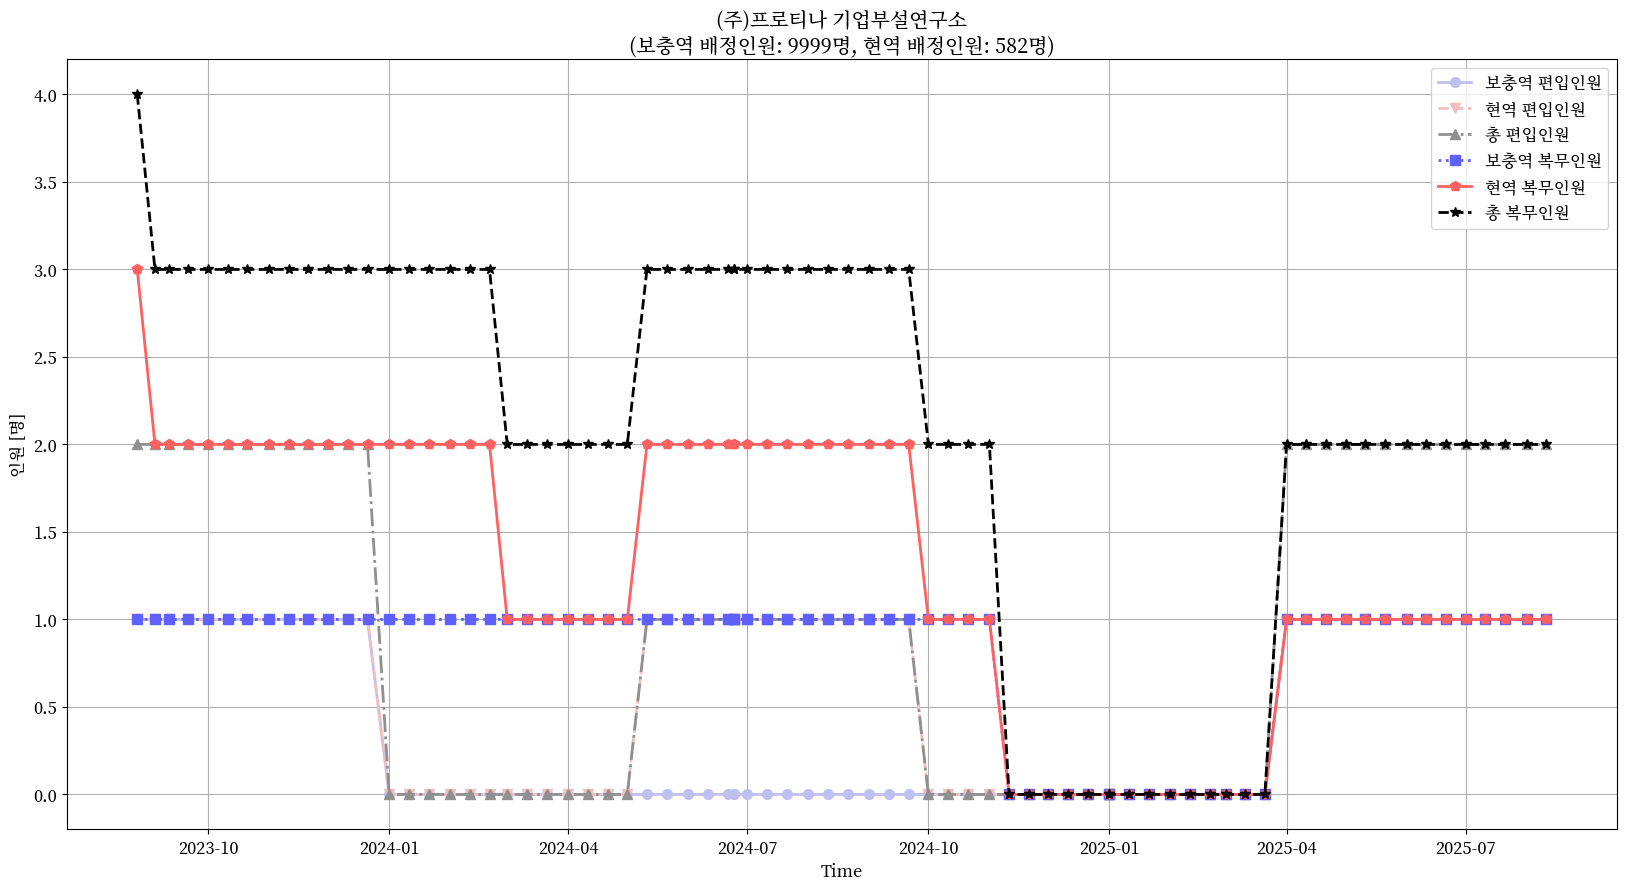 (주)프로티나 기업부설연구소
(보충역 배정인원: 9999명, 현역 배정인원: 582명)
보충역 편입인원
현역 편입인원
총 편입인원
보충역 복무인원
현역 복무인원
총 복무인원
4.0
3.5
3.0
2.5
2.0
1.5
1.0
0.5
0.0
인원 [명]
2023-10
2024-01
2024-04
2024-07
2024-10
2025-01
2025-04
2025-07
Time